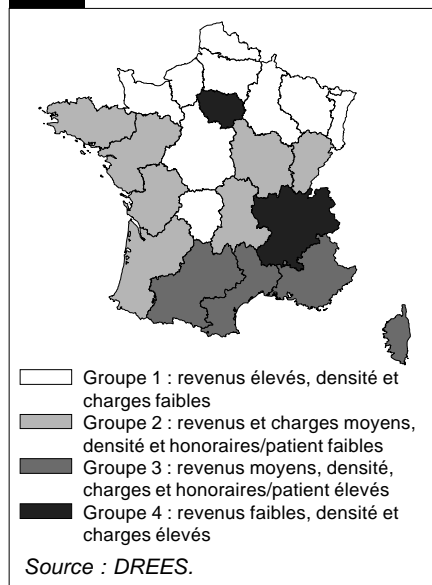 Groupe 1 : revenus élevés, densité et
charges faibles
Groupe 2 : revenus et charges moyens,
densité et honoraires/patient faibles
Groupe 3 : revenus moyens, densité,
charges et honoraires/patient élevés
Groupe 4 : revenus faibles, densité et
charges élevés
Source : DREES.